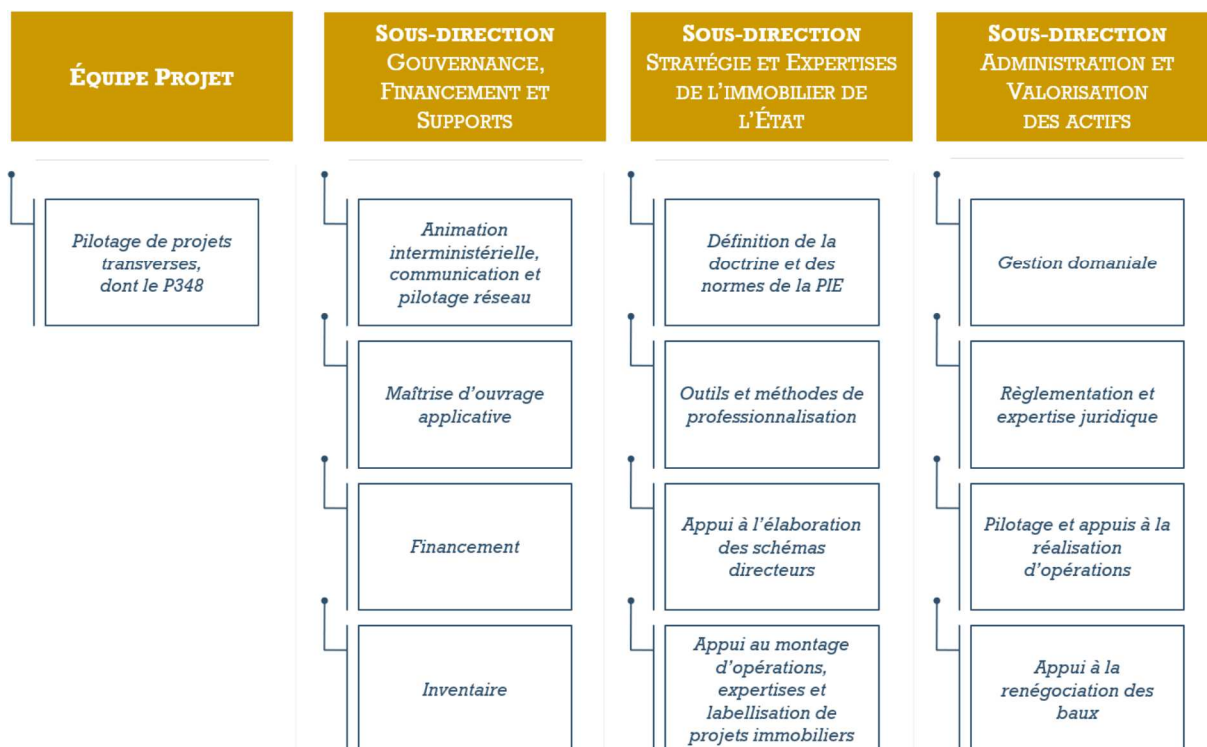 ÉQUIPE PROJET
Pilotage de projets
transverses,
dont le P348
SOUS-DIRECTION
GOUVERNANCE,
FINANCEMENT ET
SUPPORTS
Animation
interministérielle,
communication et
pilotage réseau
Maîtrise d'ouvrage
applicative
Financement
Inventaire
SOUS-DIRECTION
STRATÉGIE ET EXPERTISES
DE L'IMMOBILIER DE
L'ÉTAT
Définition de la
doctrine et des
normes de la PIE
Outils et méthodes de
professionnalisation
Appui à l'élaboration
des schémas
directeurs
Appui au montage
d'opérations,
expertises et
labellisation de
projets immobiliers
SOUS-DIRECTION
ADMINISTRATION ET
VALORISATION
DES ACTIFS
Gestion domaniale
Règlementation et
expertise juridique
Pilotage et appuis à la
réalisation
d'opérations
Appui à la
renégociation des
baux